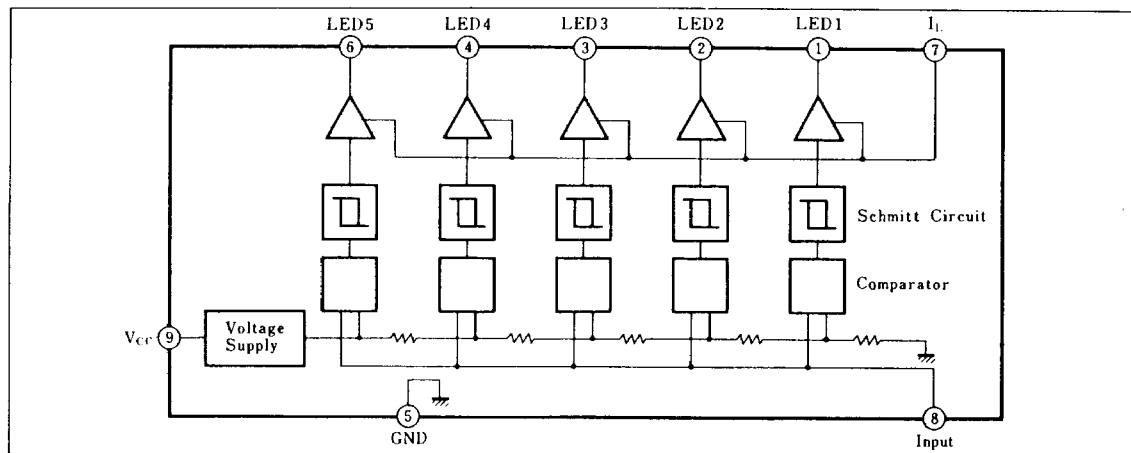 LED5 LED4 LED3 LED2 LED1 IL
6 4 3 2 1 7
Schmitt Circuit
Comparator
VCC 9 Voltage
Supply
5 8
GND Input